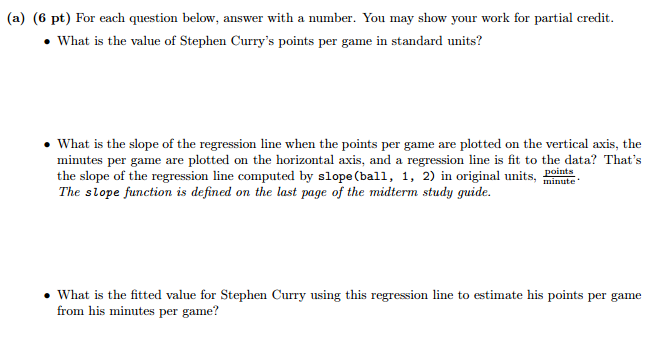 (a) (6 pt) For each question below, answer with a number. You may show your work for partial credit.
• What is the value of Stephen Curry's points per game in standard units?
• What is the slope of the regression line when the points per game are plotted on the vertical axis, the
minutes per game are plotted on the horizontal axis, and a regression line is fit to the data? That's
the slope of the regression line computed by slope(ball, 1, 2) in original units, points/minute.
The slope function is defined on the last page of the midterm study guide.
• What is the fitted value for Stephen Curry using this regression line to estimate his points per game
from his minutes per game?